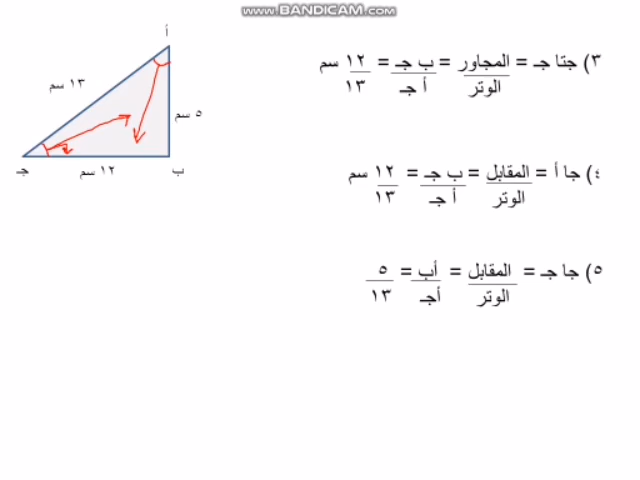 WWW.BANDICAM.COM
أ
١٣ سم
٥ سم
جـ
١٢ سم
ب
٣) جتا جـ = المجاور = ب جـ = ١٢ سم
الوتر أ جـ ١٣
٤) جا أ = المقابل = ب جـ = ١٢ سم
الوتر أ جـ ١٣
٥) جا جـ = المقابل = أب = ٥
الوتر أجـ ١٣